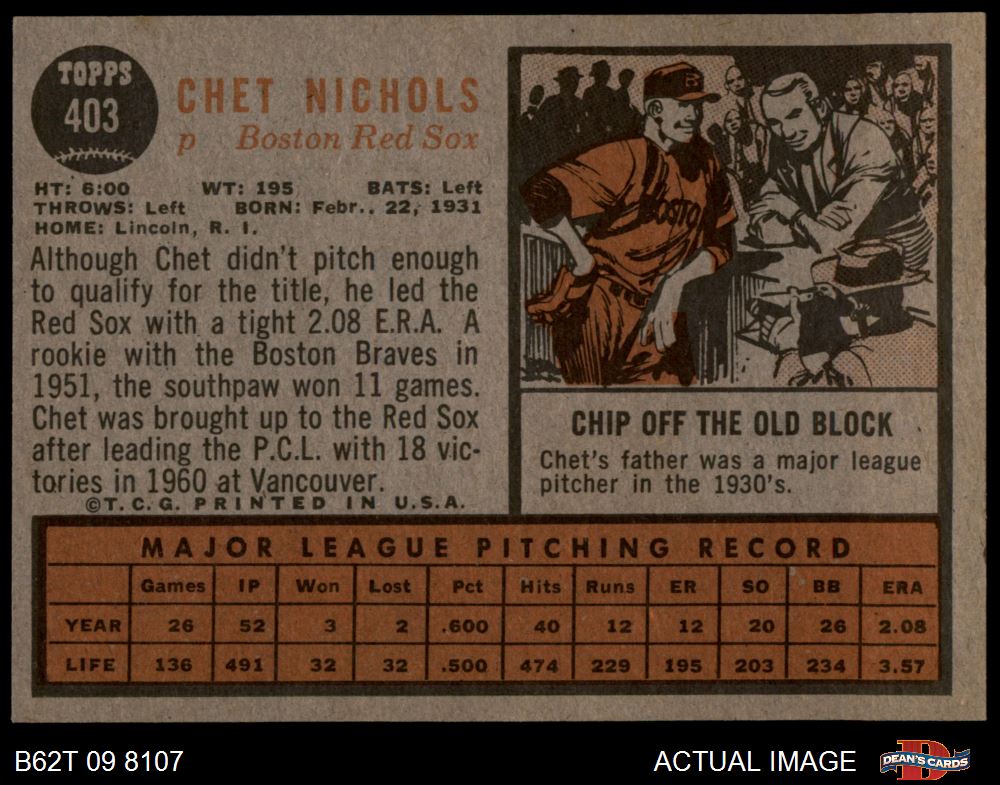 TOPPS
403
CHET NICHOLS
p Boston Red Sox
HT: 6:00 WT: 195 BATS: Left
THROWS: Left BORN: Febr.. 22, 1931
HOME: Lincoln, R. I.
Although Chet didn't pitch enough
to qualify for the title, he led the
Red Sox with a tight 2.08 E.R.A. A
rookie with the Boston Braves in
1951, the southpaw won 11 games.
Chet was brought up to the Red Sox
after leading the P.C.L. with 18 vic-
tories in 1960 at Vancouver.
©T.C.G. PRINTED IN U.S.A.
B
BOSTO
CHIP OFF THE OLD BLOCK
Chet's father was a major league
pitcher in the 1930's.
MAJOR LEAGUE PITCHING RECORD
Games IP Won Lost Pct Hits Runs ER SO BB ERA
YEAR 26 52 3 2 .600 40 12 12 20 26 2.08
LIFE 136 491 32 32 .500 474 229 195 203 234 3.57
B62T 09 8107
ACTUAL IMAGE
D
DEAN'S CARDS